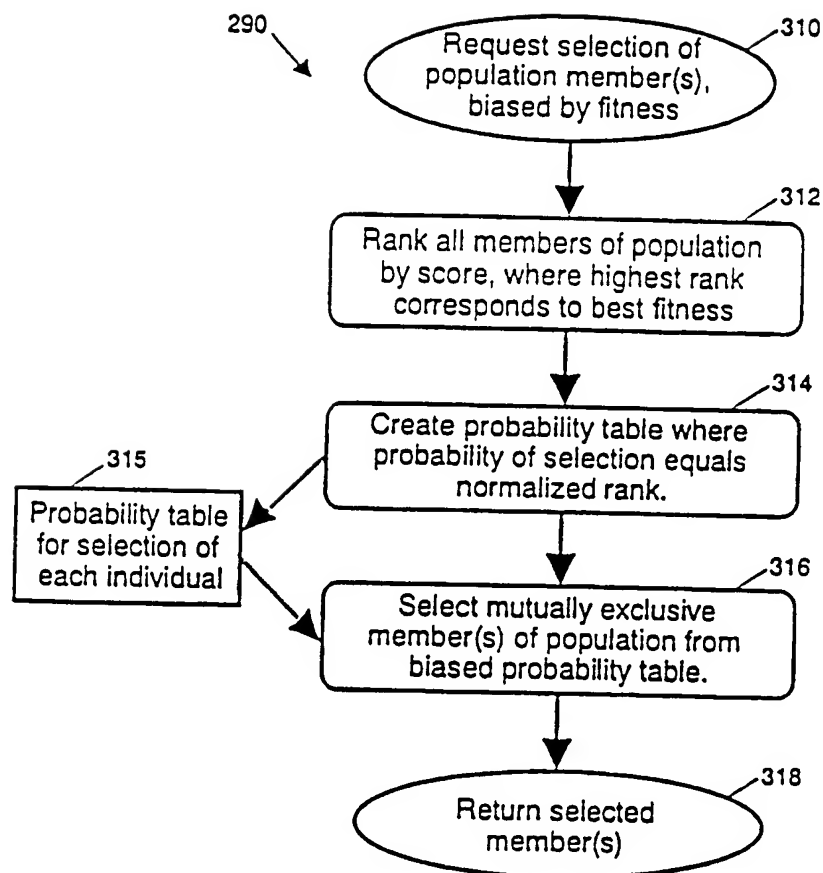 290
310
Request selection of
population member(s),
biased by fitness
312
Rank all members of population
by score, where highest rank
corresponds to best fitness
314
Create probability table where
probability of selection equals
normalized rank.
315
Probability table
for selection of
each individual
316
Select mutually exclusive
member(s) of population from
biased probability table.
318
Return selected
member(s)